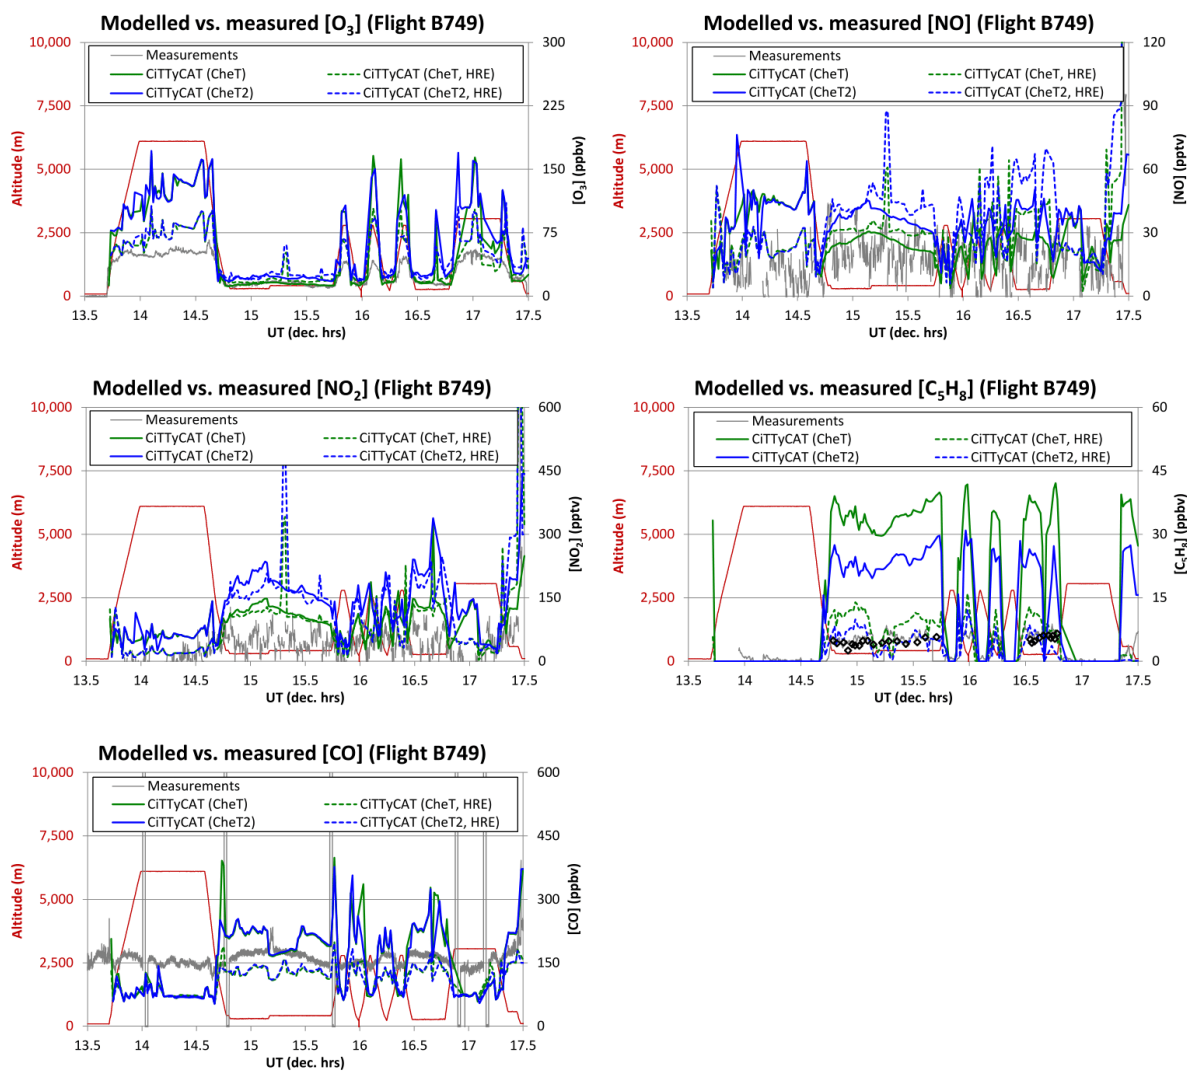 Modelled vs. measured [O3] (Flight B749)
10,000
7,500
5,000
2,500
0
Altitude (m)
Measurements
CiTTyCAT (CheT)
CiTTyCAT (CheT, HRE)
CiTTyCAT (CheT2)
CiTTyCAT (CheT2, HRE)
300
225
150
75
0
[O3] (ppbv)
13.5 14 14.5 15 15.5 16 16.5 17 17.5
UT (dec. hrs)
Modelled vs. measured [NO] (Flight B749)
10,000
7,500
5,000
2,500
0
Altitude (m)
Measurements
CiTTyCAT (CheT)
CiTTyCAT (CheT, HRE)
CiTTyCAT (CheT2)
CiTTyCAT (CheT2, HRE)
120
90
60
30
0
[NO] (pptv)
13.5 14 14.5 15 15.5 16 16.5 17 17.5
UT (dec. hrs)
Modelled vs. measured [NO2] (Flight B749)
10,000
7,500
5,000
2,500
0
Altitude (m)
Measurements
CiTTyCAT (CheT)
CiTTyCAT (CheT, HRE)
CiTTyCAT (CheT2)
CiTTyCAT (CheT2, HRE)
600
450
300
150
0
[NO2] (pptv)
13.5 14 14.5 15 15.5 16 16.5 17 17.5
UT (dec. hrs)
Modelled vs. measured [C5H8] (Flight B749)
10,000
7,500
5,000
2,500
0
Altitude (m)
Measurements
CiTTyCAT (CheT)
CiTTyCAT (CheT, HRE)
CiTTyCAT (CheT2)
CiTTyCAT (CheT2, HRE)
60
45
30
15
0
[C5H8] (ppbv)
13.5 14 14.5 15 15.5 16 16.5 17 17.5
UT (dec. hrs)
Modelled vs. measured [CO] (Flight B749)
10,000
7,500
5,000
2,500
0
Altitude (m)
Measurements
CiTTyCAT (CheT)
CiTTyCAT (CheT, HRE)
CiTTyCAT (CheT2)
CiTTyCAT (CheT2, HRE)
600
450
300
150
0
[CO] (ppbv)
13.5 14 14.5 15 15.5 16 16.5 17 17.5
UT (dec. hrs)